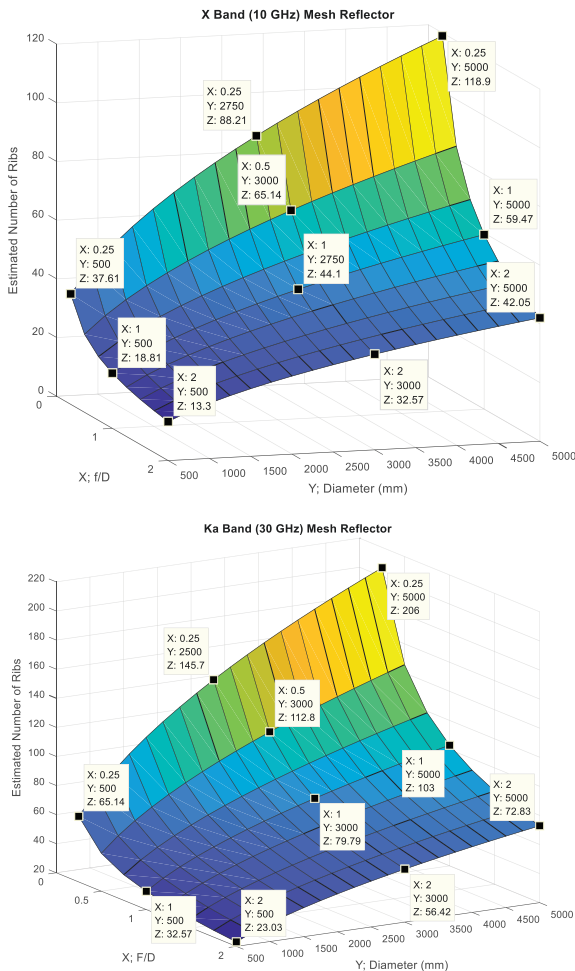 X Band (10 GHz) Mesh Reflector
120
100
80
60
40
20
0
Estimated Number of Ribs
X: 0.25
Y: 5000
Z: 118.9
X: 0.25
Y: 2750
Z: 88.21
X: 0.5
Y: 3000
Z: 65.14
X: 1
Y: 5000
Z: 59.47
X: 0.25
Y: 500
Z: 37.61
X: 1
Y: 2750
Z: 44.1
X: 2
Y: 5000
Z: 42.05
X: 1
Y: 500
Z: 18.81
X: 2
Y: 500
Z: 13.3
X: 2
Y: 3000
Z: 32.57
0
1
2
X; f/D
500
1000
1500
2000
2500
3000
3500
4000
4500
5000
Y; Diameter (mm)
Ka Band (30 GHz) Mesh Reflector
220
200
180
160
140
120
100
80
60
40
20
Estimated Number of Ribs
X: 0.25
Y: 5000
Z: 206
X: 0.25
Y: 2500
Z: 145.7
X: 0.5
Y: 3000
Z: 112.8
X: 1
Y: 5000
Z: 103
X: 0.25
Y: 500
Z: 65.14
X: 2
Y: 5000
Z: 72.83
X: 1
Y: 3000
Z: 79.79
X: 2
Y: 3000
Z: 56.42
X: 1
Y: 500
Z: 32.57
X: 2
Y: 500
Z: 23.03
0
0.5
1
2
X; F/D
500
1000
1500
2000
2500
3000
3500
4000
4500
5000
Y; Diameter (mm)